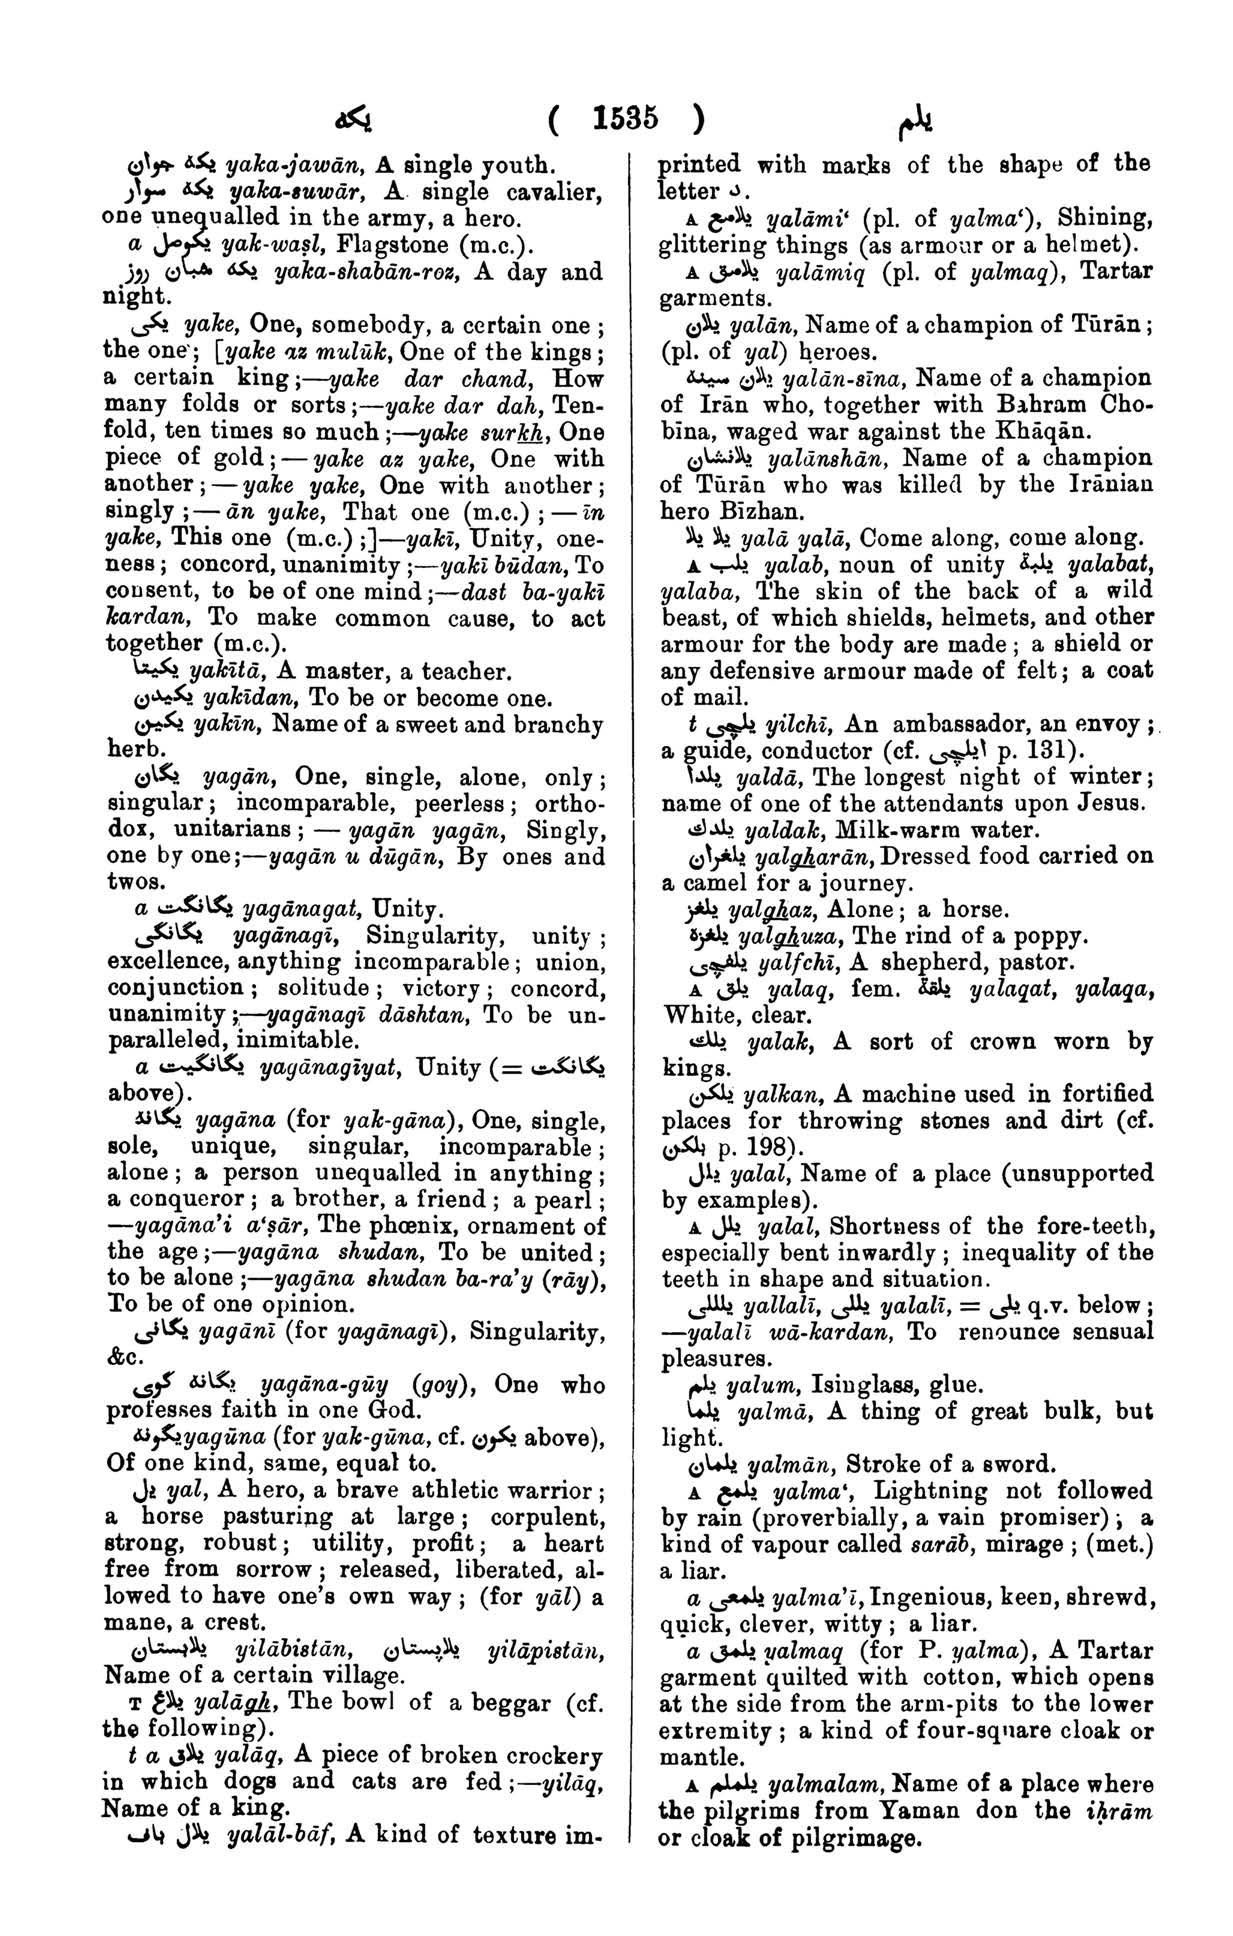 يكه ( 1535 ) يلم
يكه جوان yaka-jawān, A single youth.
يكه سوار yaka-suwār, A single cavalier,
one unequalled in the army, a hero.
a يكوصل yak-waṣl, Flagstone (m.c.).
يكه شبان روز yaka-shabān-roz, A day and
night.
يكى yake, One, somebody, a certain one ;
the one ; [yake az mulūk, One of the kings ;
a certain king ;—yake dar chand, How
many folds or sorts ;—yake dar dah, Ten-
fold, ten times so much ;—yake surkh, One
piece of gold ; — yake az yake, One with
another ; — yake yake, One with another ;
singly ; — ān yake, That one (m.c.) ; — īn
yake, This one (m.c.) ;]—yakī, Unity, one-
ness ; concord, unanimity ;—yakī būdan, To
consent, to be of one mind ;—dast ba-yakī
kardan, To make common cause, to act
together (m.c.).
يكيتا yakītā, A master, a teacher.
يكيدن yakīdan, To be or become one.
يكين yakīn, Name of a sweet and branchy
herb.
يگان yagān, One, single, alone, only ;
singular ; incomparable, peerless ; ortho-
dox, unitarians ; — yagān yagān, Singly,
one by one;—yagān u dūgān, By ones and
twos.
a يگانگت yagānagat, Unity.
يگانگى yagānagī, Singularity, unity ;
excellence, anything incomparable ; union,
conjunction ; solitude ; victory ; concord,
unanimity ;—yagānagī dāshtan, To be un-
paralleled, inimitable.
a يگانگيت yagānagīyat, Unity (= يگانگت
above).
يگانه yagāna (for yak-gāna), One, single,
sole, unique, singular, incomparable ;
alone ; a person unequalled in anything ;
a conqueror ; a brother, a friend ; a pearl ;
—yagāna'i a‘ṣār, The phœnix, ornament of
the age ;—yagāna shudan, To be united ;
to be alone ;—yagāna shudan ba-ra'y (rāy),
To be of one opinion.
يگانى yagānī (for yagānagī), Singularity,
&c.
يگانه گوى yagāna-gūy (goy), One who
professes faith in one God.
يگونه yagūna (for yak-gūna, cf. يكون above),
Of one kind, same, equal to.
يل yal, A hero, a brave athletic warrior ;
a horse pasturing at large ; corpulent,
strong, robust ; utility, profit ; a heart
free from sorrow ; released, liberated, al-
lowed to have one's own way ; (for yāl) a
mane, a crest.
يلابستان yilābistān, يلاپستان yilāpistān,
Name of a certain village.
T يلاغ yalāgh, The bowl of a beggar (cf.
the following).
t a يلاق yalāq, A piece of broken crockery
in which dogs and cats are fed ;—yilāq,
Name of a king.
يلال باف yalāl-bāf, A kind of texture im-
printed with marks of the shape of the
letter د.
A يلامع yalāmi‘ (pl. of yalma‘), Shining,
glittering things (as armour or a helmet).
A يلامق yalāmiq (pl. of yalmaq), Tartar
garments.
يلان yalān, Name of a champion of Tūrān ;
(pl. of yal) heroes.
يلان سينه yalān-sīna, Name of a champion
of Irān who, together with Bahram Cho-
bīna, waged war against the Khāqān.
يلانشان yalānshān, Name of a champion
of Tūrān who was killed by the Irānian
hero Bīzhan.
يلا يلا yalā yalā, Come along, come along.
A يلب yalab, noun of unity يلبة yalabat,
yalaba, The skin of the back of a wild
beast, of which shields, helmets, and other
armour for the body are made ; a shield or
any defensive armour made of felt ; a coat
of mail.
t يلچى yilchī, An ambassador, an envoy ;
a guide, conductor (cf. ايلچى p. 131).
يلدا yaldā, The longest night of winter ;
name of one of the attendants upon Jesus.
يلدك yaldak, Milk-warm water.
يلغران yalgharān, Dressed food carried on
a camel for a journey.
يلغز yalghaz, Alone ; a horse.
يلغزه yalghuza, The rind of a poppy.
يلفچى yalfchī, A shepherd, pastor.
A يلق yalaq, fem. يلقة yalaqat, yalaqa,
White, clear.
يلك yalak, A sort of crown worn by
kings.
يلكن yalkan, A machine used in fortified
places for throwing stones and dirt (cf.
بلكن p. 198).
يلل yalal, Name of a place (unsupported
by examples).
A يلل yalal, Shortness of the fore-teeth,
especially bent inwardly ; inequality of the
teeth in shape and situation.
يللـلى yallalī, يللى yalalī, = يلى q.v. below ;
—yalalī wā-kardan, To renounce sensual
pleasures.
يلم yalum, Isinglass, glue.
يلما yalmā, A thing of great bulk, but
light.
يلمان yalmān, Stroke of a sword.
A يلمع yalma‘, Lightning not followed
by rain (proverbially, a vain promiser) ; a
kind of vapour called sarāb, mirage ; (met.)
a liar.
a يلمعى yalma'ī, Ingenious, keen, shrewd,
quick, clever, witty ; a liar.
a يلمق yalmaq (for P. yalma), A Tartar
garment quilted with cotton, which opens
at the side from the arm-pits to the lower
extremity ; a kind of four-square cloak or
mantle.
A يلملم yalmalam, Name of a place where
the pilgrims from Yaman don the iḥrām
or cloak of pilgrimage.